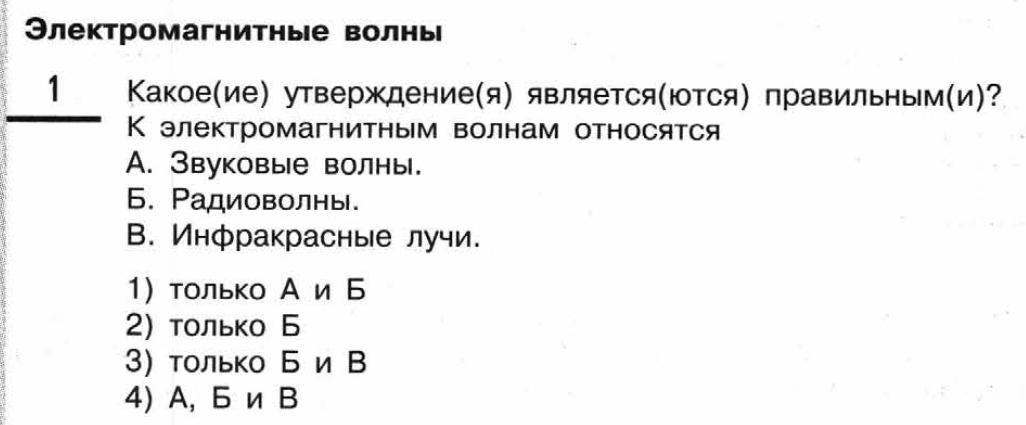 Электромагнитные волны
1 Какое(ие) утверждение(я) является(ются) правильным(и)?
К электромагнитным волнам относятся
А. Звуковые волны.
Б. Радиоволны.
В. Инфракрасные лучи.
1) только А и Б
2) только Б
3) только Б и В
4) А, Б и В